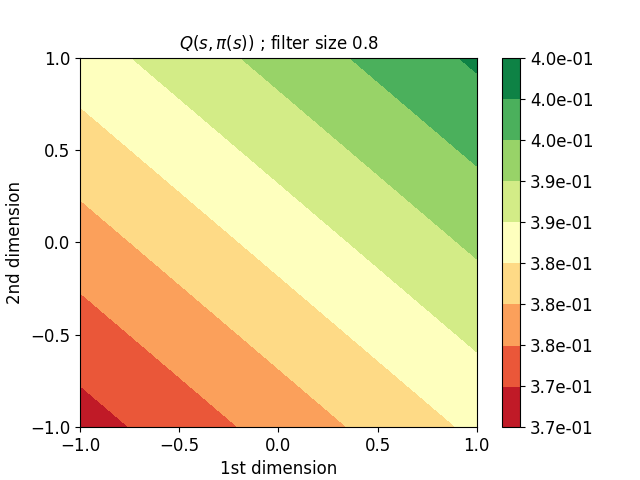 Q(s, π(s)) ; filter size 0.8
1.0
0.5
0.0
−0.5
−1.0
2nd dimension
−1.0 −0.5 0.0 0.5 1.0
1st dimension
4.0e-01
4.0e-01
4.0e-01
3.9e-01
3.9e-01
3.8e-01
3.8e-01
3.8e-01
3.7e-01
3.7e-01